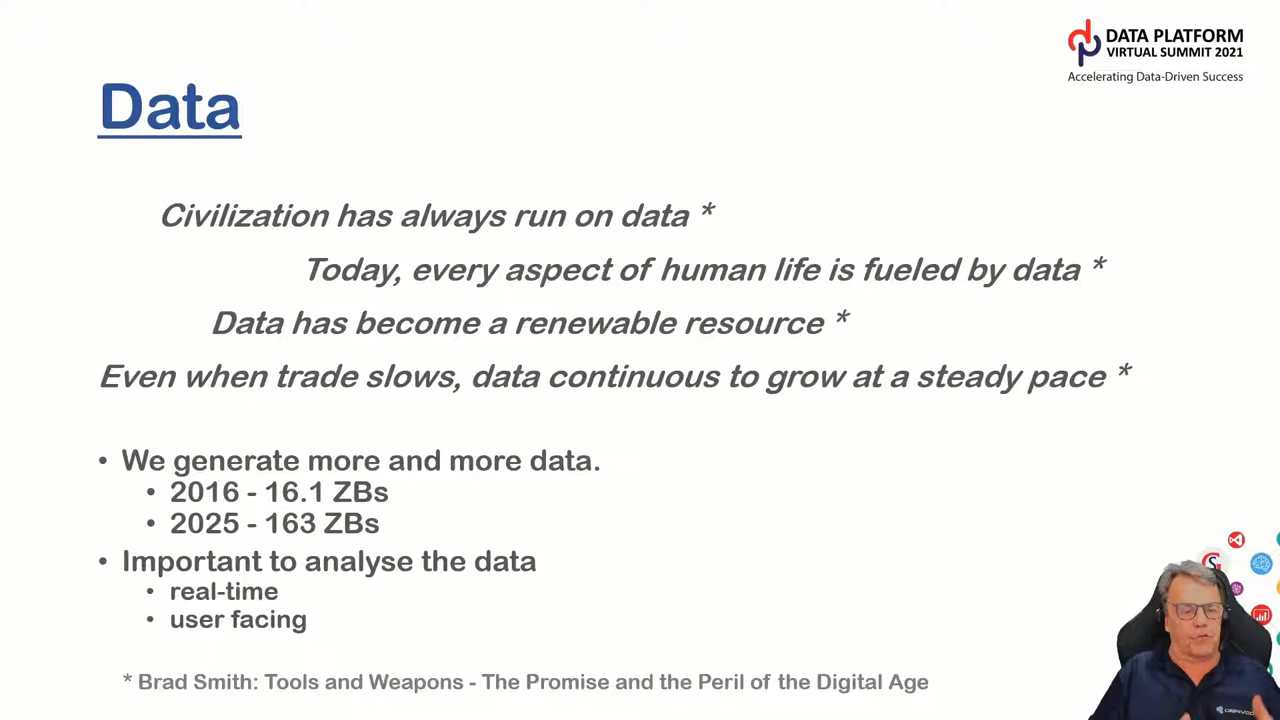 DATA PLATFORM
VIRTUAL SUMMIT 2021
Accelerating Data-Driven Success
Data
Civilization has always run on data *
Today, every aspect of human life is fueled by data *
Data has become a renewable resource *
Even when trade slows, data continuous to grow at a steady pace *
• We generate more and more data.
• 2016 - 16.1 ZBs
• 2025 - 163 ZBs
• Important to analyse the data
• real-time
• user facing
* Brad Smith: Tools and Weapons - The Promise and the Peril of the Digital Age